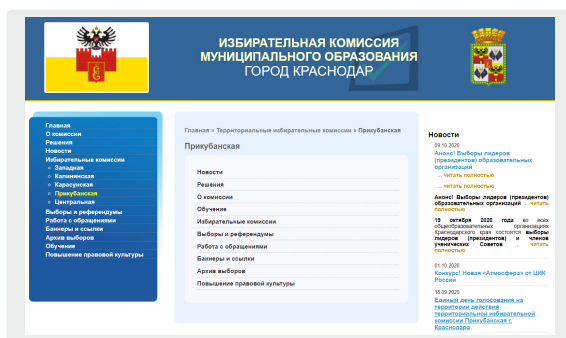 ИЗБИРАТЕЛЬНАЯ КОМИССИЯ
МУНИЦИПАЛЬНОГО ОБРАЗОВАНИЯ
ГОРОД КРАСНОДАР
Главная
О комиссии
Решения
Новости
Избирательные комиссии
Западная
Калининская
Карасунская
Прикубанская
Центральная
Выборы и референдумы
Работа с обращениями
Баннеры и ссылки
Архив выборов
Обучение
Повышение правовой культуры
Главная » Территориальные избирательные комиссии » Прикубанская
Прикубанская
Новости
Решения
О комиссии
Обучение
Избирательные комиссии
Выборы и референдумы
Работа с обращениями
Баннеры и ссылки
Архив выборов
Повышение правовой культуры
Новости
09.10.2020
Анонс! Выборы лидеров
(президентов) образовательных
организаций
... читать полностью
... читать полностью
Анонс! Выборы лидеров (президентов)
образовательных организаций ... читать
полностью
19 октября 2020 года во всех
общеобразовательных организациях
Краснодарского края состоятся выборы
лидеров (президентов) и членов
ученических Советов ... читать
полностью
01.10.2020
Конкурс! Новая «Атмосфера» от ЦИК
России
18.09.2020
Единый день голосования на
территории действия
территориальной избирательной
комиссии Прикубанская г.
Краснодара